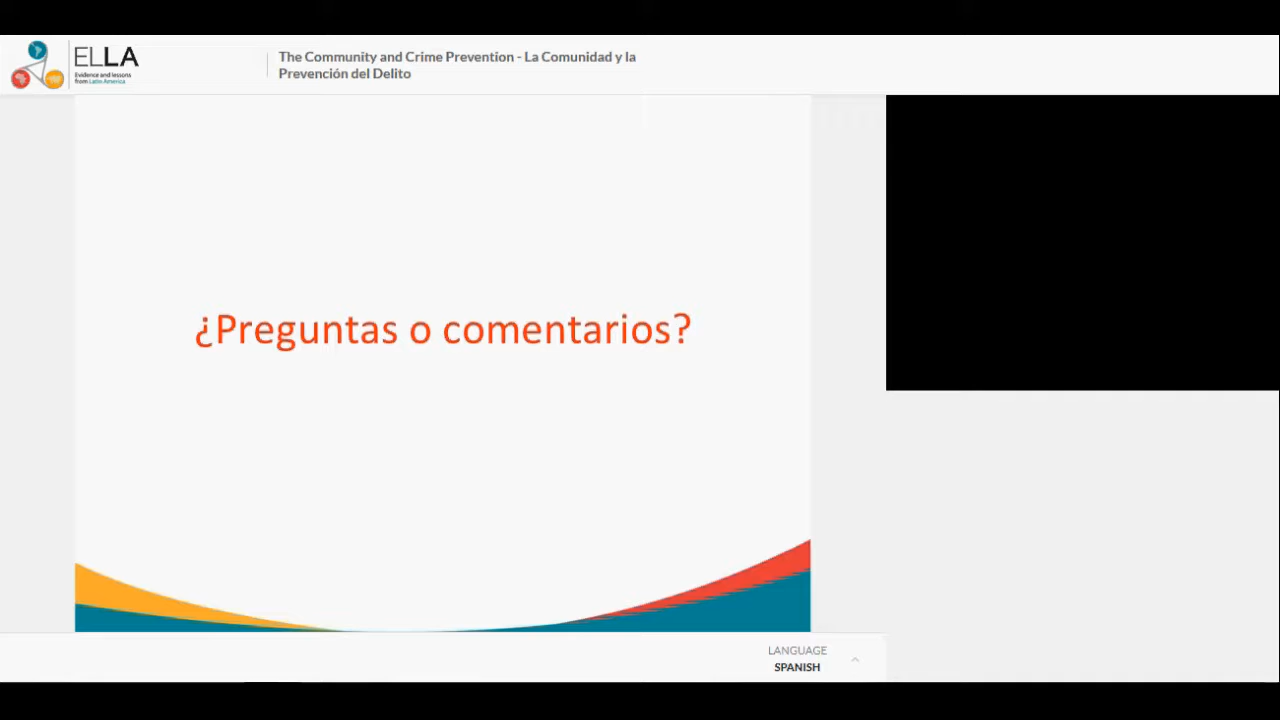 ELLA
Evidence and lessons
from Latin America
The Community and Crime Prevention - La Comunidad y la
Prevención del Delito
¿Preguntas o comentarios?
LANGUAGE
SPANISH